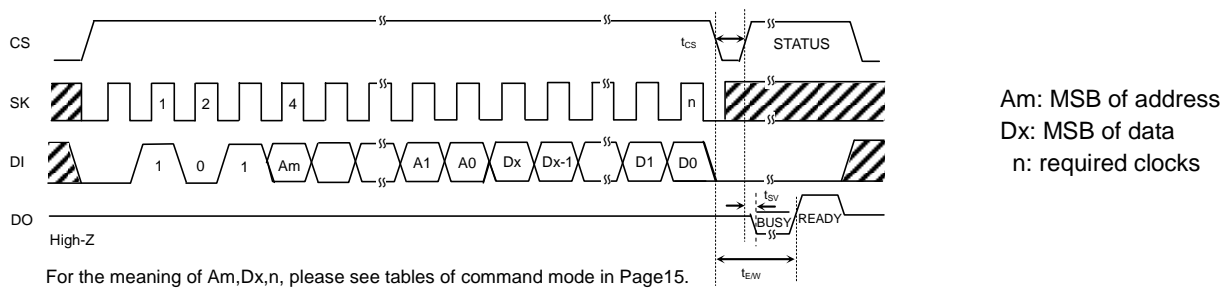 CS
tCS
STATUS
SK
1 2 4 n
DI
1 0 1 Am A1 A0 Dx Dx-1 D1 D0
tSV
DO
BUSY READY
High-Z
tE/W
For the meaning of Am,Dx,n, please see tables of command mode in Page15.
Am: MSB of address
Dx: MSB of data
n: required clocks